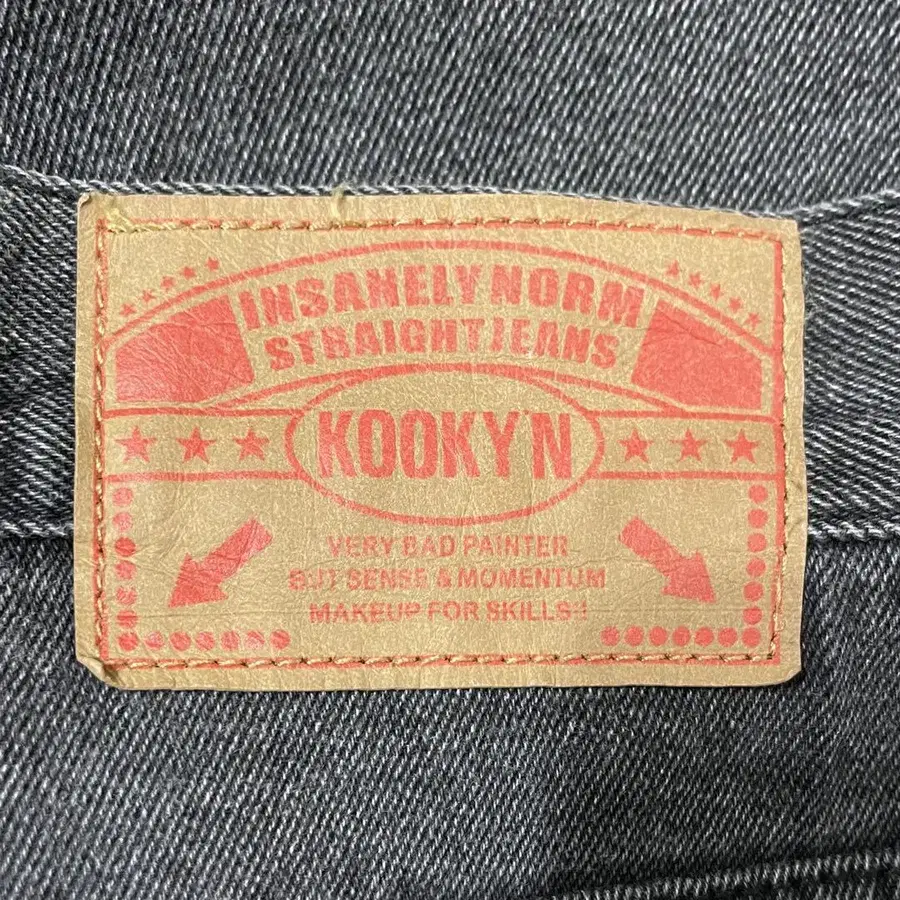 INSANELY NORM
STRAIGHT JEANS
KOOKY'N
VERY BAD PAINTER
BUT SENSE & MOMENTUM
MAKEUP FOR SKILLS!!